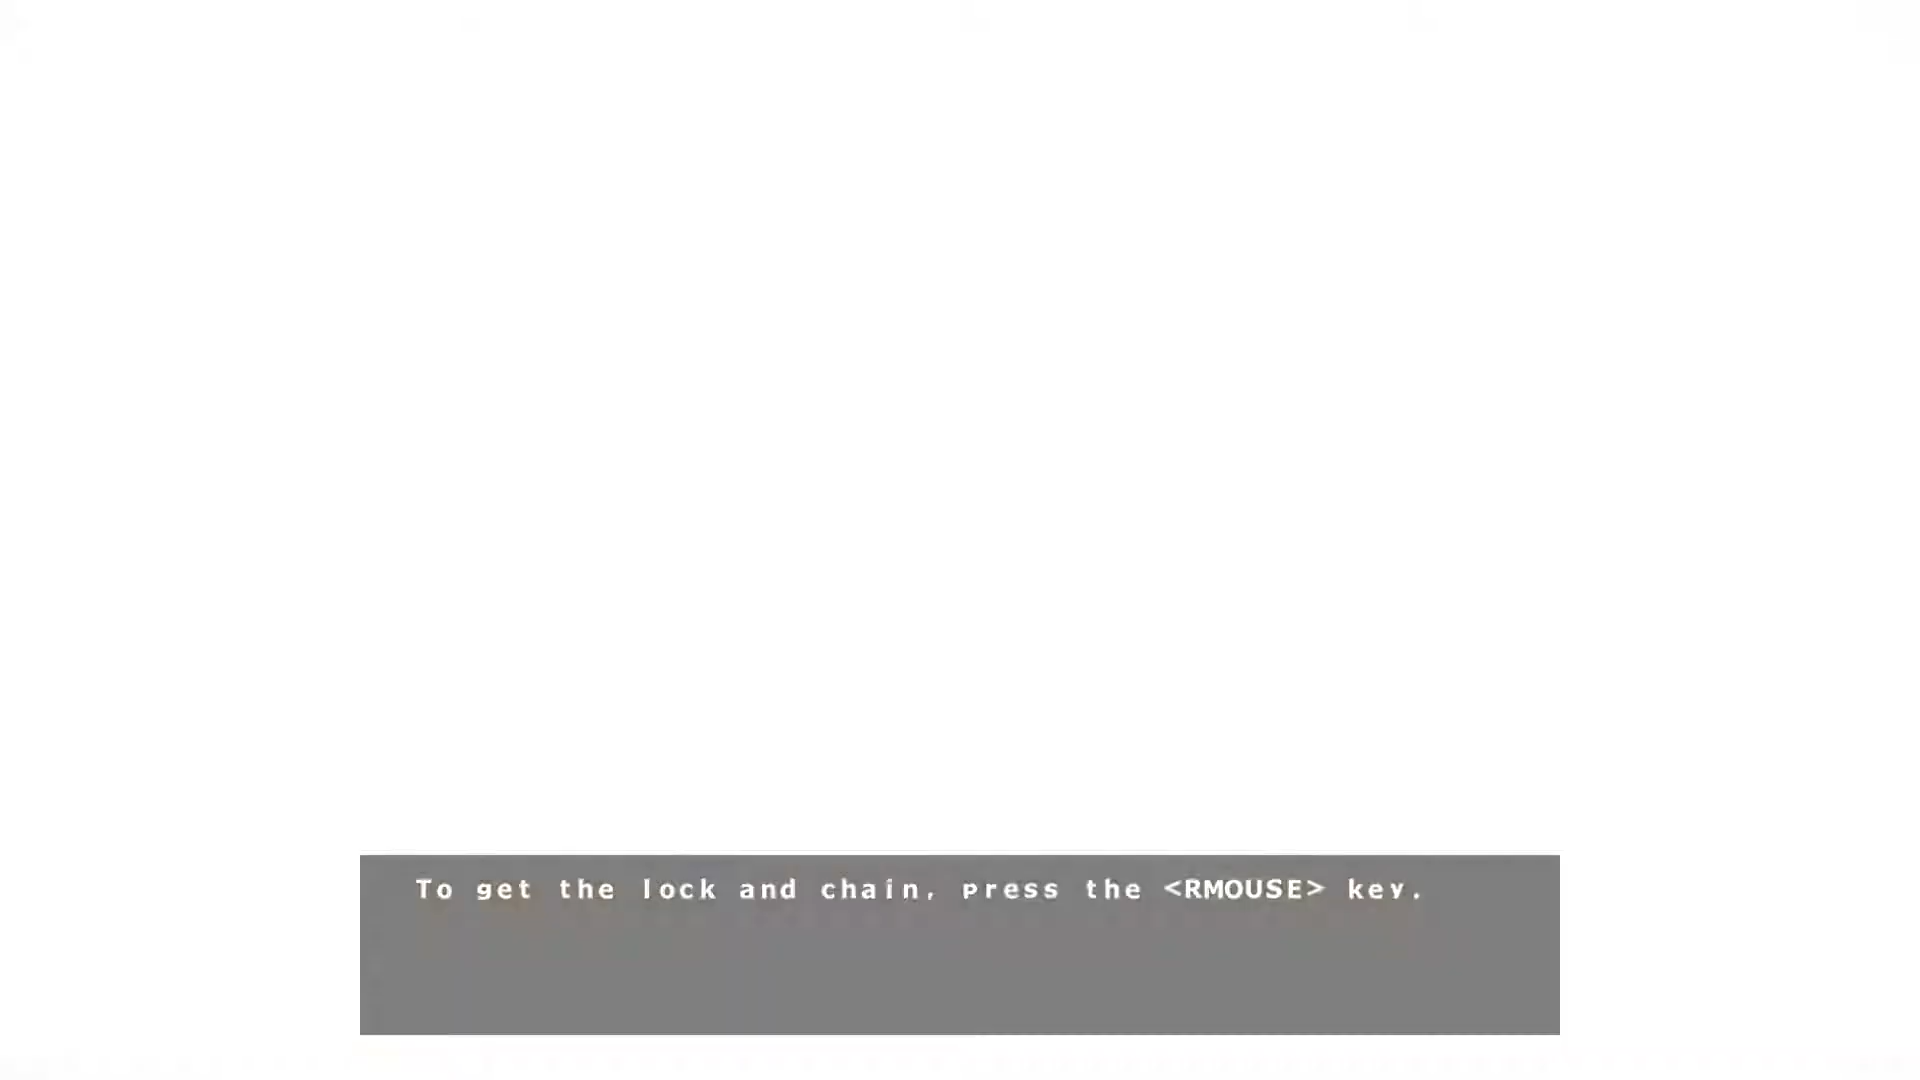 To get the lock and chain, press the <RMOUSE> key.